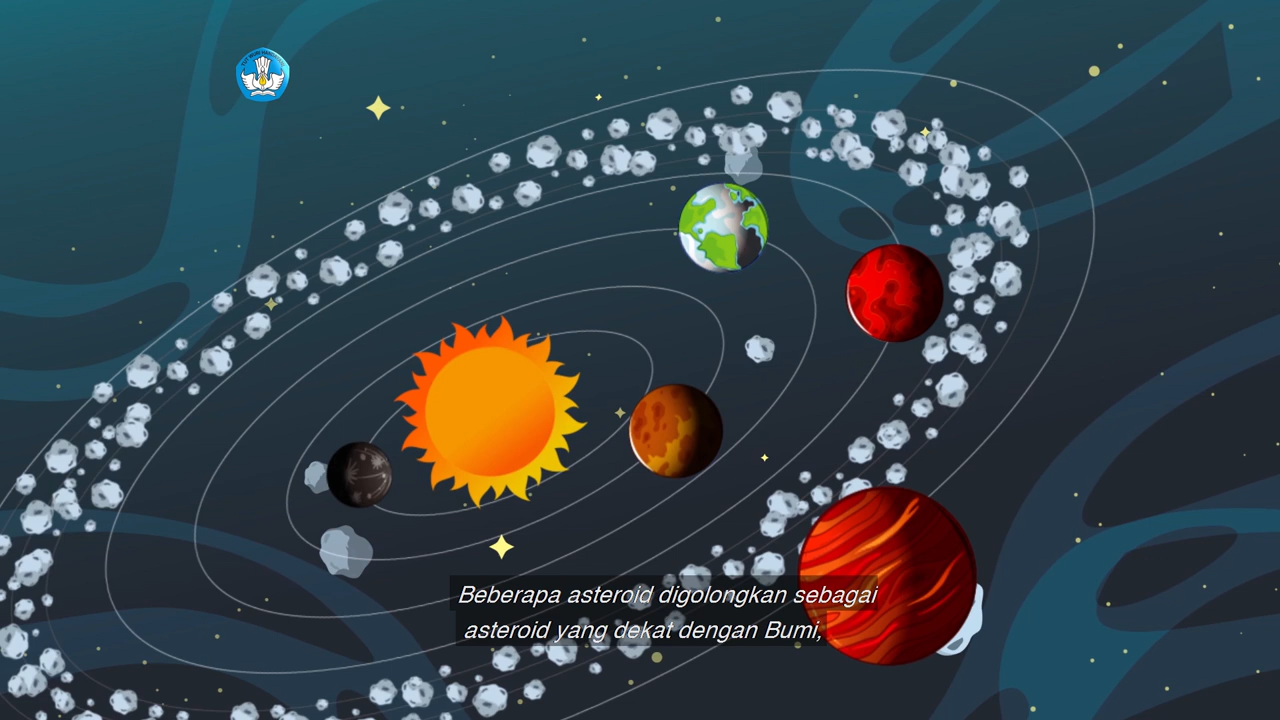 Beberapa asteroid digolongkan sebagai
asteroid yang dekat dengan Bumi,